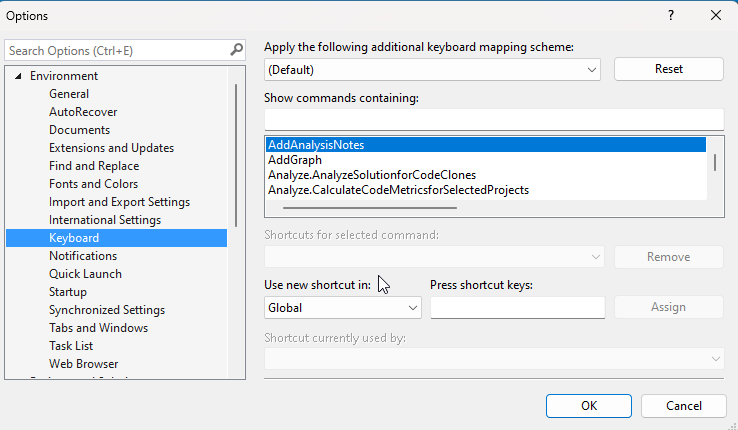 Options
?
Search Options (Ctrl+E)
Environment
General
AutoRecover
Documents
Extensions and Updates
Find and Replace
Fonts and Colors
Import and Export Settings
International Settings
Keyboard
Notifications
Quick Launch
Startup
Synchronized Settings
Tabs and Windows
Task List
Web Browser
Apply the following additional keyboard mapping scheme:
(Default)
Reset
Show commands containing:
AddAnalysisNotes
AddGraph
Analyze.AnalyzeSolutionforCodeClones
Analyze.CalculateCodeMetricsforSelectedProjects
Shortcuts for selected command:
Remove
Use new shortcut in:
Press shortcut keys:
Global
Assign
Shortcut currently used by:
OK
Cancel